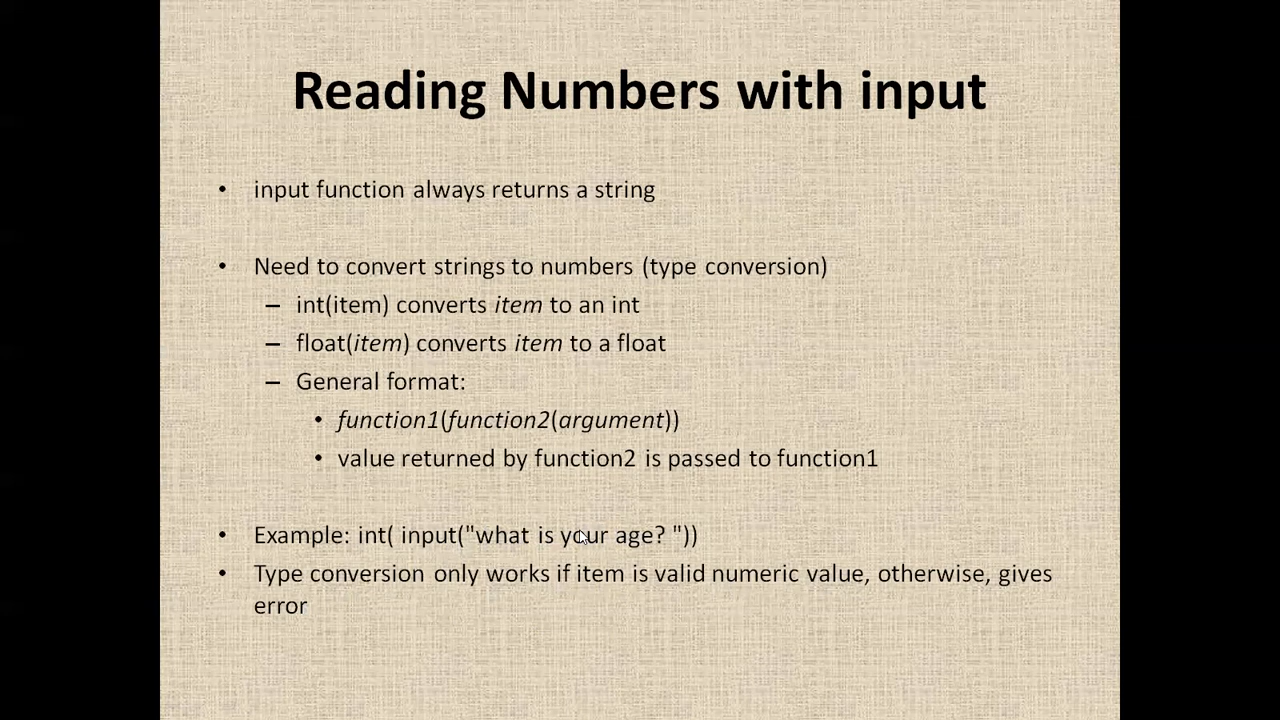 Reading Numbers with input
• input function always returns a string
• Need to convert strings to numbers (type conversion)
– int(item) converts item to an int
– float(item) converts item to a float
– General format:
• function1(function2(argument))
• value returned by function2 is passed to function1
• Example: int( input("what is your age? "))
• Type conversion only works if item is valid numeric value, otherwise, gives
error